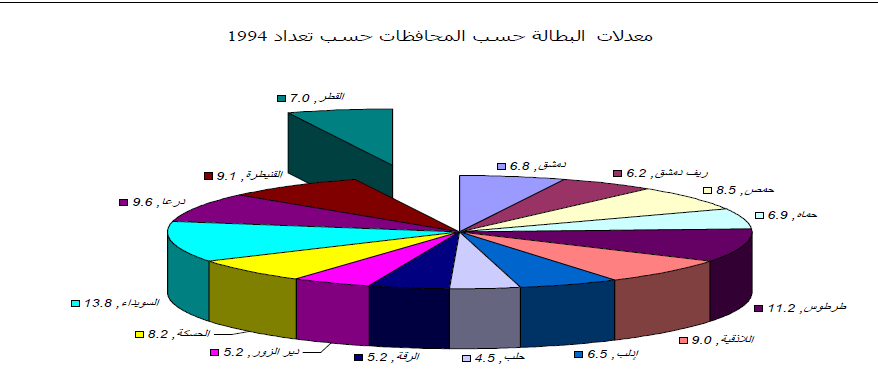 معدلات البطالة حسب المحافظات حسب تعداد 1994
القطر, 7.0
دمشق, 6.8
ريف دمشق, 6.2
حمص, 8.5
حماه, 6.9
طرطوس, 11.2
اللاذقية, 9.0
إدلب, 6.5
حلب, 4.5
الرقة, 5.2
دير الزور, 5.2
الحسكة, 8.2
السويداء, 13.8
درعا, 9.6
القنيطرة, 9.1